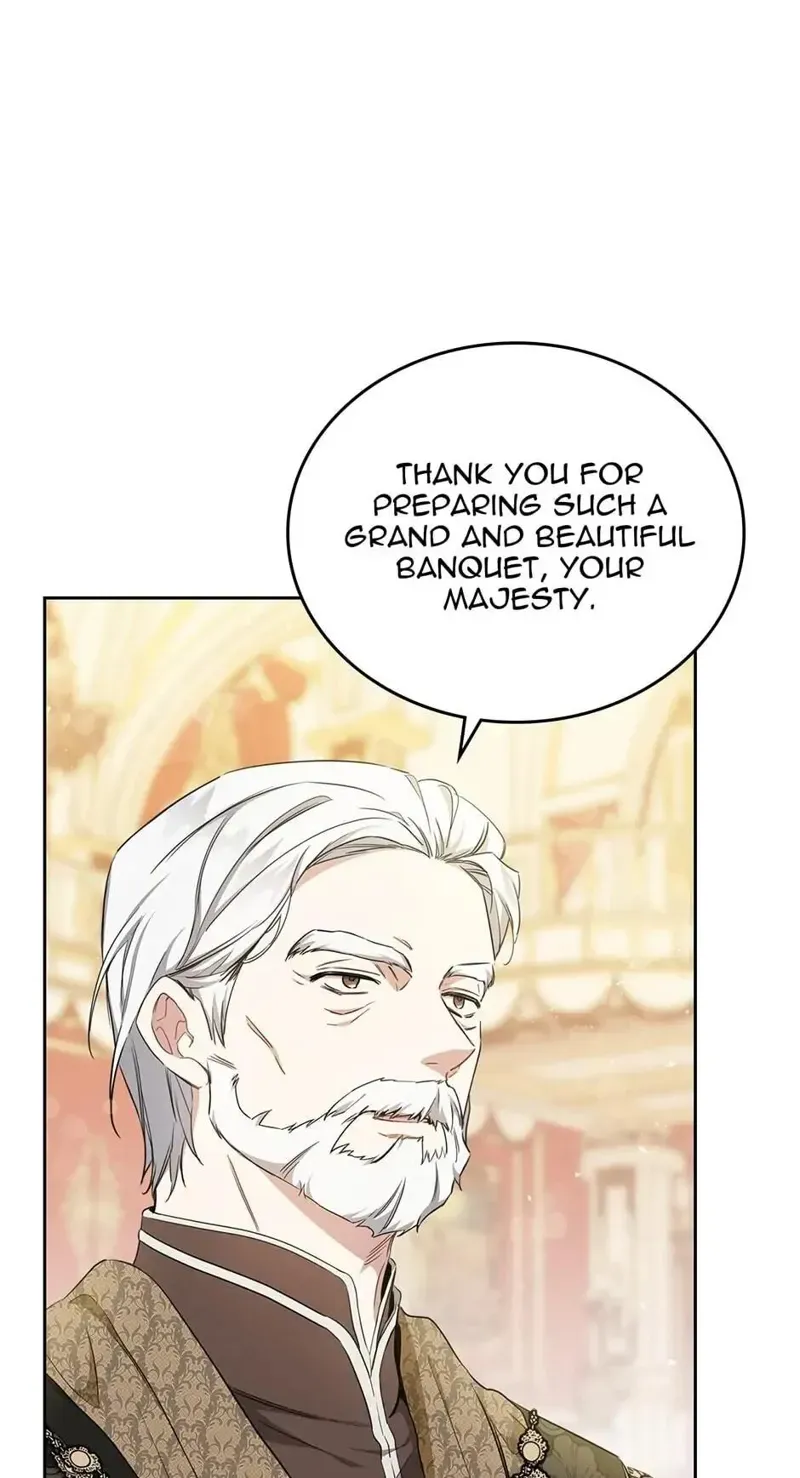 THANK YOU FOR
PREPARING SUCH A
GRAND AND BEAUTIFUL
BANQUET, YOUR
MAJESTY.